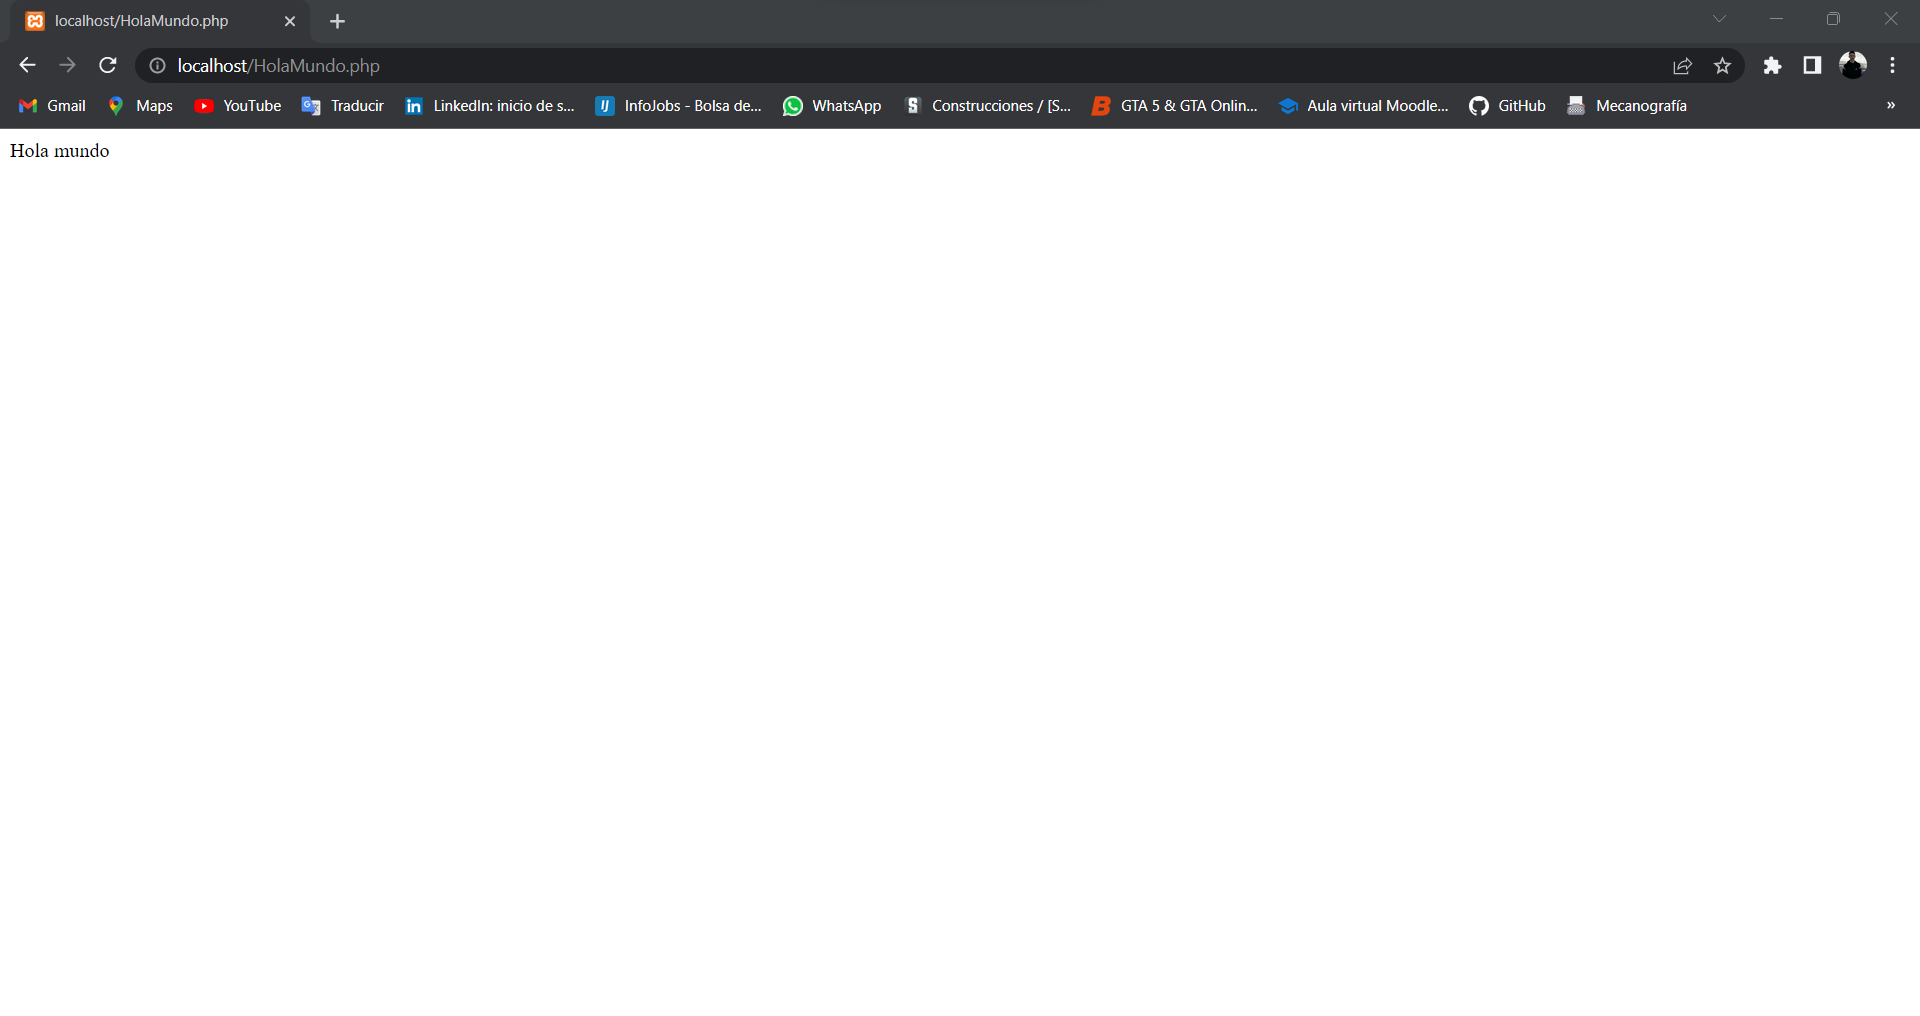 localhost/HolaMundo.php
localhost/HolaMundo.php
Gmail Maps YouTube Traducir LinkedIn: inicio de s... InfoJobs - Bolsa de... WhatsApp Construcciones / [S... GTA 5 & GTA Onlin... Aula virtual Moodle... GitHub Mecanografía »
Hola mundo